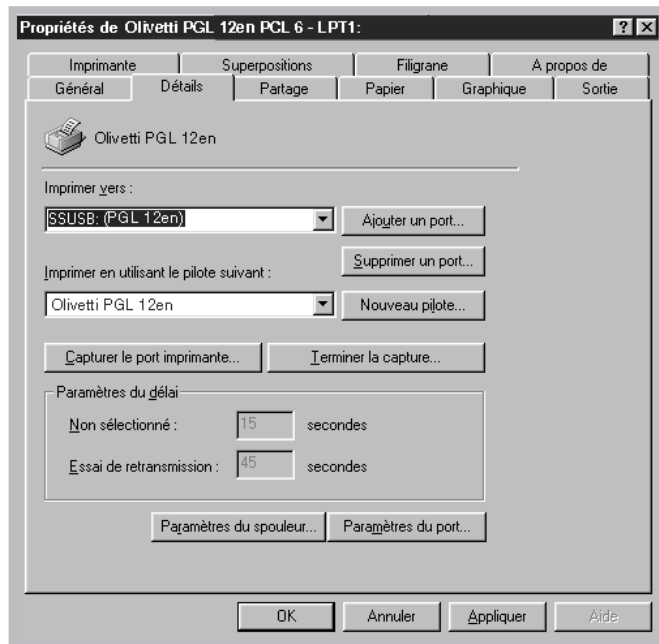 Propriétés de Olivetti PGL 12en PCL 6 - LPT1:
Imprimante Superpositions Filigrane A propos de
Général Détails Partage Papier Graphique Sortie
Olivetti PGL 12en
Imprimer vers :
SSUSB: (PGL 12en) Ajouter un port...
Supprimer un port...
Imprimer en utilisant le pilote suivant :
Olivetti PGL 12en Nouveau pilote...
Capturer le port imprimante... Terminer la capture...
Paramètres du délai
Non sélectionné : 15 secondes
Essai de retransmission : 45 secondes
Paramètres du spouleur... Paramètres du port...
OK Annuler Appliquer Aide